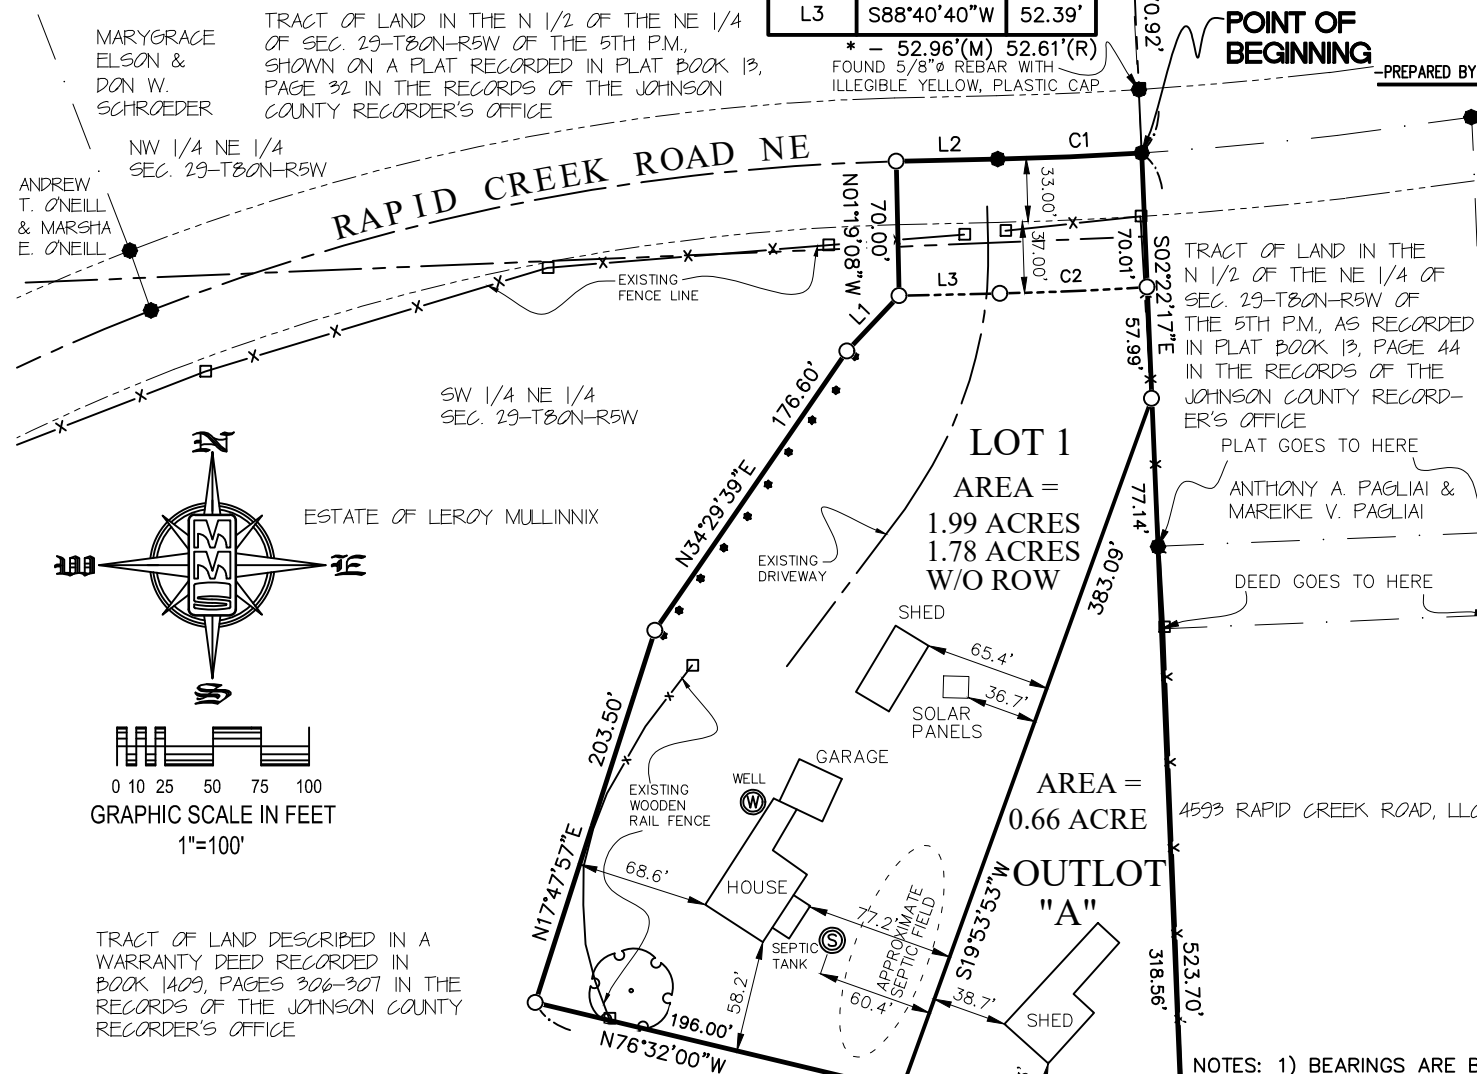 MARYGRACE
ELSON &
DON W.
SCHROEDER
TRACT OF LAND IN THE N 1/2 OF THE NE 1/4
OF SEC. 29-T80N-R5W OF THE 5TH P.M.,
SHOWN ON A PLAT RECORDED IN PLAT BOOK 13,
PAGE 32 IN THE RECORDS OF THE JOHNSON
COUNTY RECORDER'S OFFICE
L3 S88°40'40"W 52.39'
* - 52.96'(M) 52.61'(R)
FOUND 5/8"ø REBAR WITH
ILLEGIBLE YELLOW, PLASTIC CAP
POINT OF
BEGINNING
-PREPARED BY
NW 1/4 NE 1/4
SEC. 29-T80N-R5W
ANDREW
T. O'NEILL
& MARSHA
E. O'NEILL
RAPID CREEK ROAD NE
L2
C1
N01°19'08"W
70.00'
33.00'
37.00'
70.01'
S02°22'17"E
L3
C2
L1
57.99'
EXISTING
FENCE LINE
TRACT OF LAND IN THE
N 1/2 OF THE NE 1/4 OF
SEC. 29-T80N-R5W OF
THE 5TH P.M., AS RECORDED
IN PLAT BOOK 13, PAGE 44
IN THE RECORDS OF THE
JOHNSON COUNTY RECORD-
ER'S OFFICE
SW 1/4 NE 1/4
SEC. 29-T80N-R5W
176.60'
N34°29'39"E
LOT 1
AREA =
1.99 ACRES
1.78 ACRES
W/O ROW
PLAT GOES TO HERE
ANTHONY A. PAGLIAI &
MAREIKE V. PAGLIAI
77.14'
DEED GOES TO HERE
N
W
E
S
MMS
ESTATE OF LEROY MULLINNIX
EXISTING
DRIVEWAY
383.09'
SHED
65.4'
36.7'
SOLAR
PANELS
203.50'
GARAGE
WELL
W
EXISTING
WOODEN
RAIL FENCE
0 10 25 50 75 100
GRAPHIC SCALE IN FEET
1"=100'
AREA =
0.66 ACRE
OUTLOT
"A"
4593 RAPID CREEK ROAD, LLC
N17°47'57"E
68.6'
HOUSE
77.2'
APPROXIMATE
SEPTIC FIELD
S19°53'53"W
SEPTIC
TANK
S
58.2'
60.4'
38.7'
SHED
318.56'
523.70'
196.00'
N76°32'00"W
TRACT OF LAND DESCRIBED IN A
WARRANTY DEED RECORDED IN
BOOK 1409, PAGES 306-307 IN THE
RECORDS OF THE JOHNSON COUNTY
RECORDER'S OFFICE
NOTES: 1) BEARINGS ARE